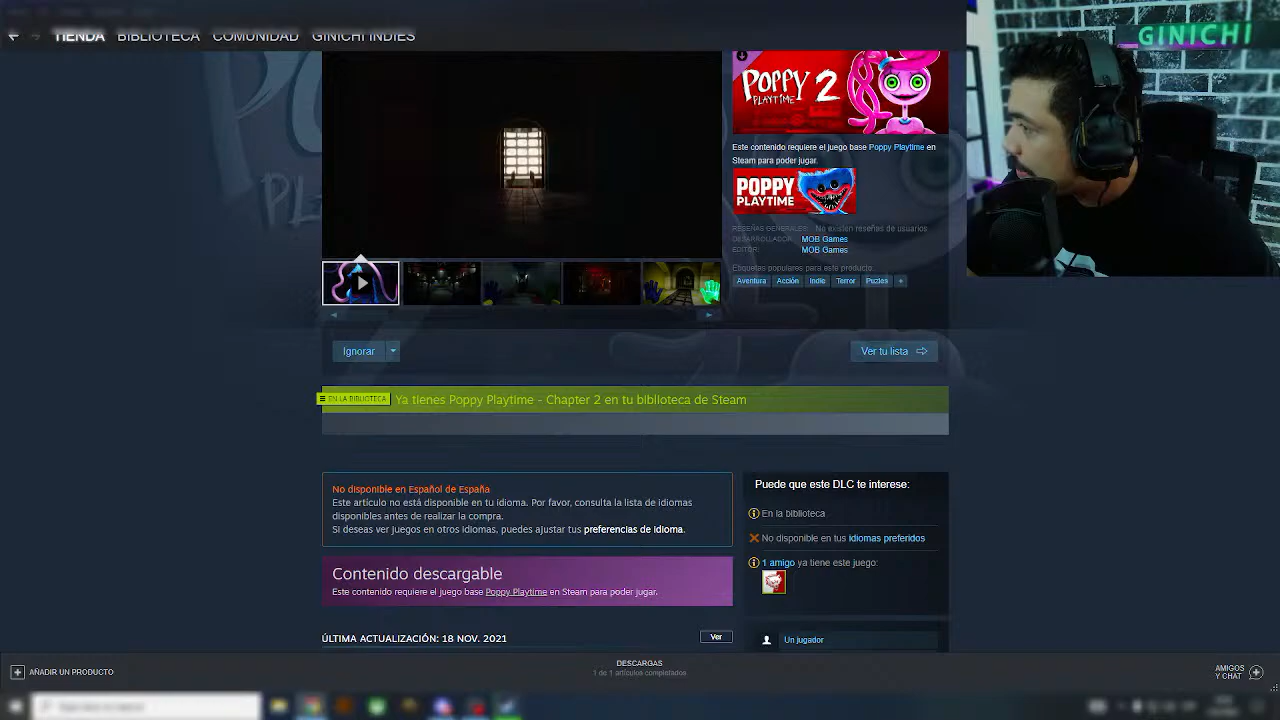 TIENDA BIBLIOTECA COMUNIDAD GINICHI INDIES
GINICHI
POPPY PLAYTIME 2
Este contenido requiere el juego base Poppy Playtime en
Steam para poder jugar.
POPPY
PLAYTIME
RESEÑAS GENERALES: No existen reseñas de usuarios
DESARROLLADOR: MOB Games
EDITOR: MOB Games
Etiquetas populares para este producto:
Aventura Acción Indie Terror Puzles +
Ignorar
Ver tu lista
EN LA BIBLIOTECA Ya tienes Poppy Playtime - Chapter 2 en tu biblioteca de Steam
No disponible en Español de España
Este artículo no está disponible en tu idioma. Por favor, consulta la lista de idiomas
disponibles antes de realizar la compra.
Si deseas ver juegos en otros idiomas, puedes ajustar tus preferencias de idioma.
Puede que este DLC te interese:
En la biblioteca
No disponible en tus idiomas preferidos
1 amigo ya tiene este juego:
Contenido descargable
Este contenido requiere el juego base Poppy Playtime en Steam para poder jugar.
ÚLTIMA ACTUALIZACIÓN: 18 NOV. 2021
Ver
Un jugador
AÑADIR UN PRODUCTO
DESCARGAS
1 de 1 artículos completados
AMIGOS
Y CHAT